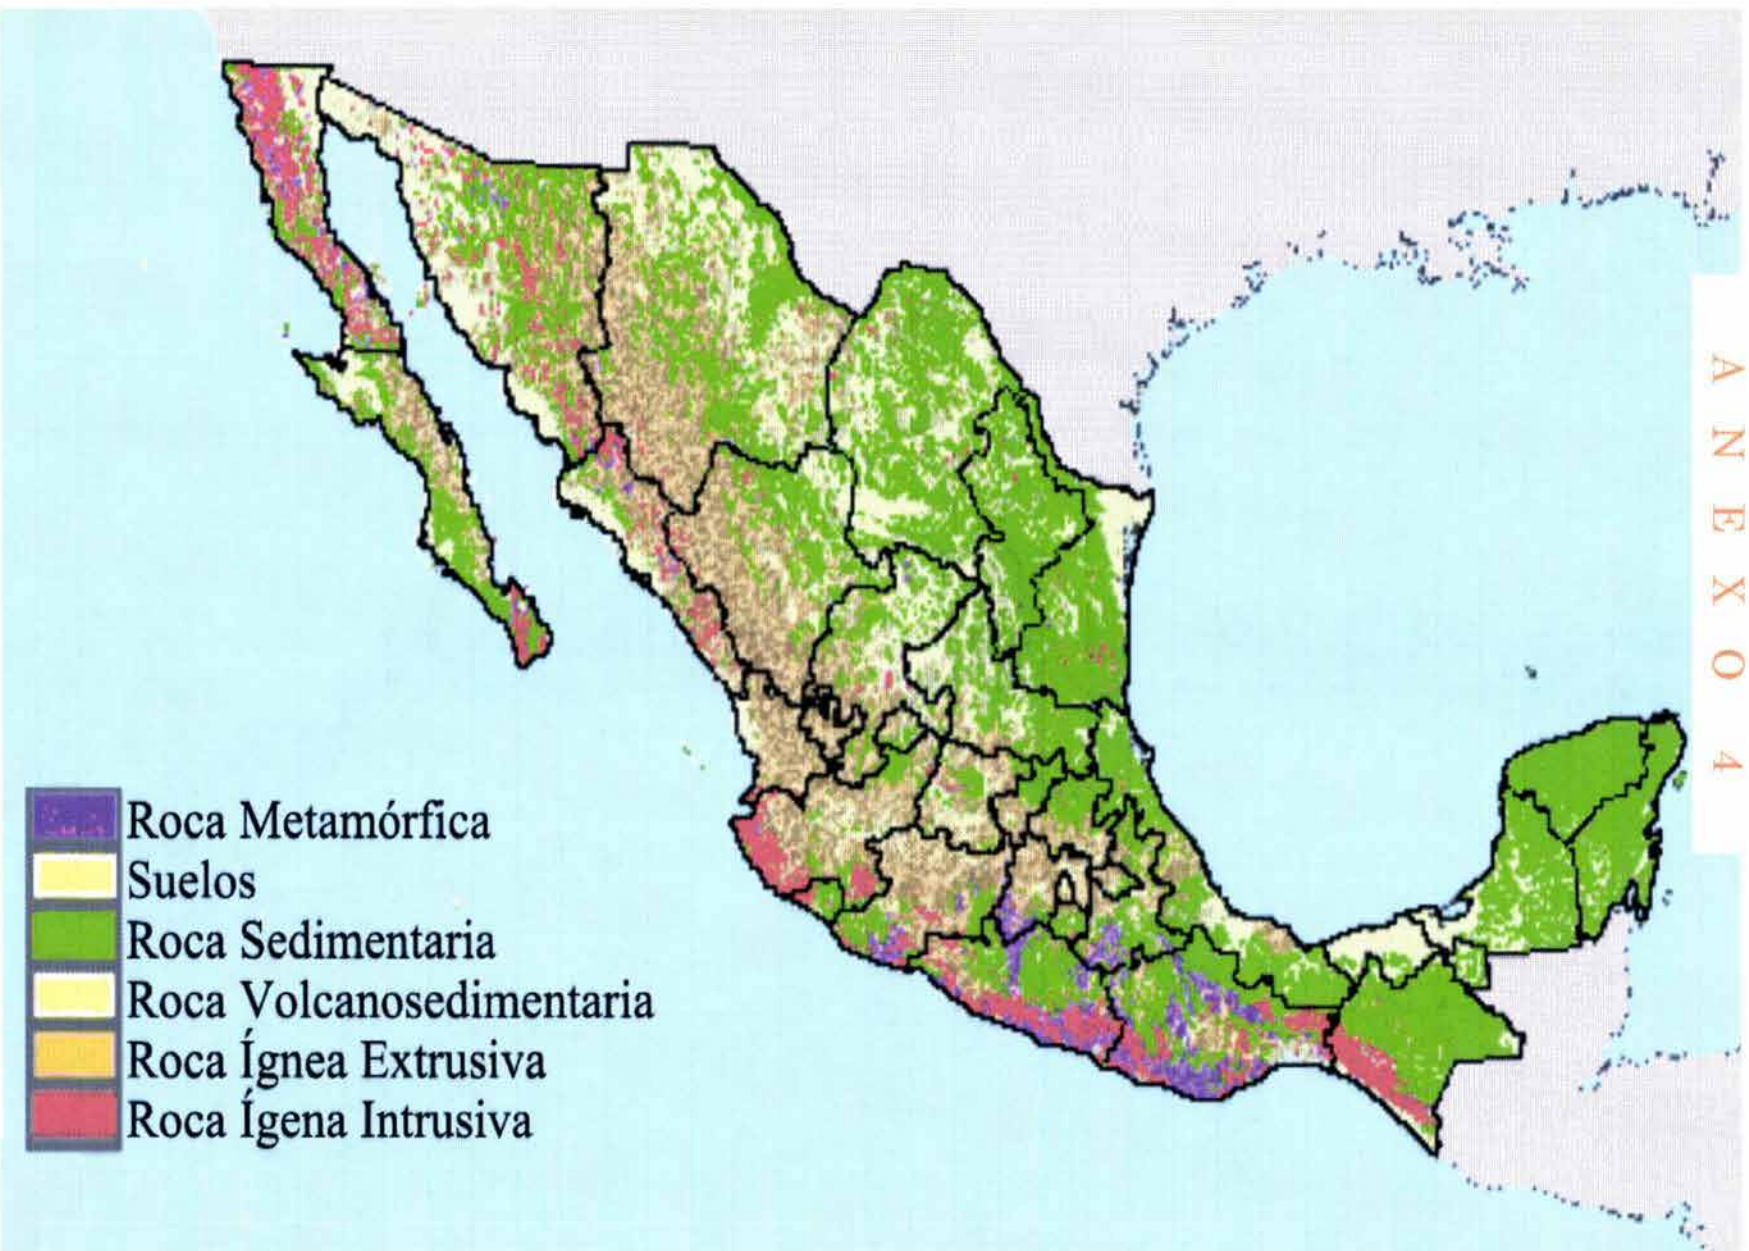 Roca Metamórfica
Suelos
Roca Sedimentaria
Roca Volcanosedimentaria
Roca Ígnea Extrusiva
Roca Ígena Intrusiva
ANEXO 4